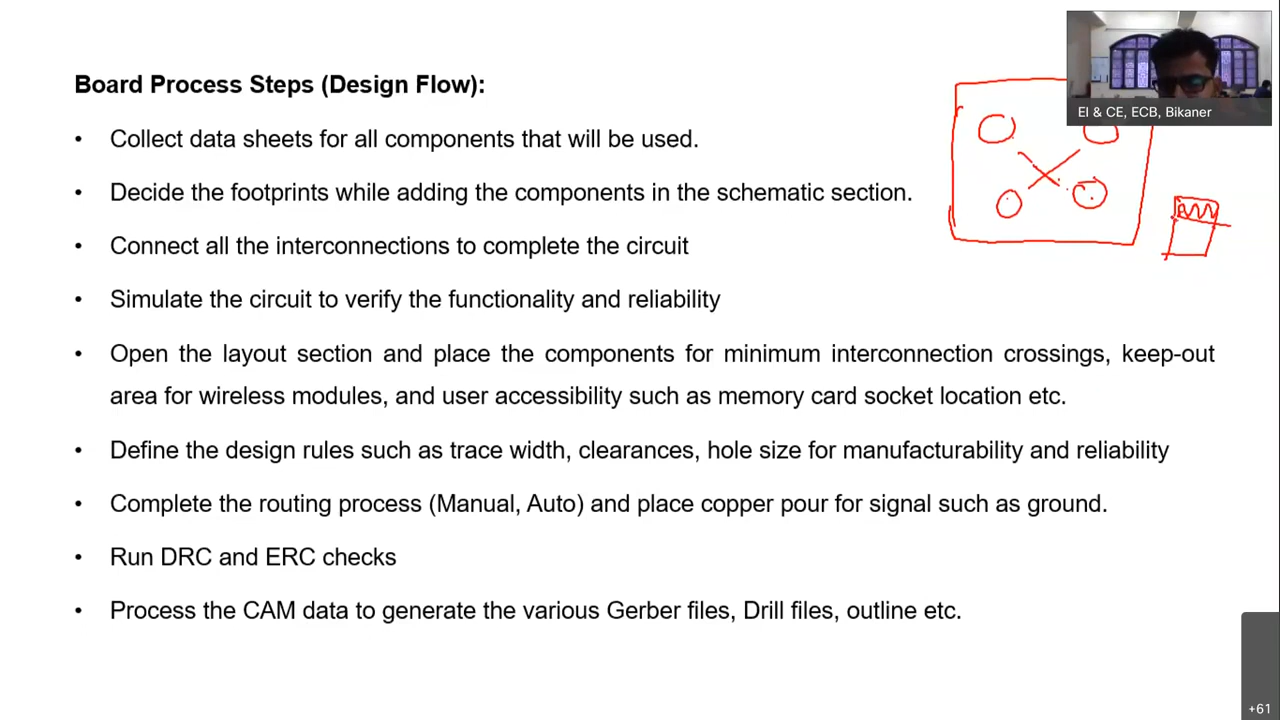 Board Process Steps (Design Flow):
EI & CE, ECB, Bikaner
• Collect data sheets for all components that will be used.
• Decide the footprints while adding the components in the schematic section.
• Connect all the interconnections to complete the circuit
• Simulate the circuit to verify the functionality and reliability
• Open the layout section and place the components for minimum interconnection crossings, keep-out
area for wireless modules, and user accessibility such as memory card socket location etc.
• Define the design rules such as trace width, clearances, hole size for manufacturability and reliability
• Complete the routing process (Manual, Auto) and place copper pour for signal such as ground.
• Run DRC and ERC checks
• Process the CAM data to generate the various Gerber files, Drill files, outline etc.
+61